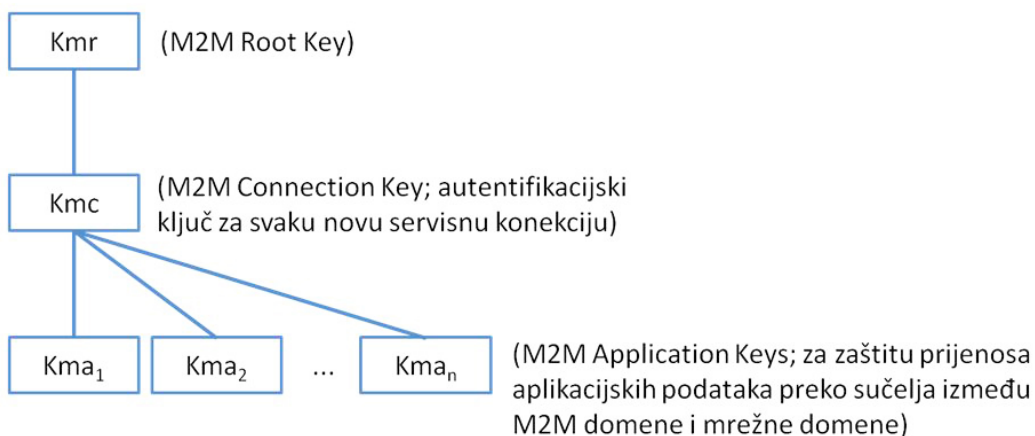 Kmr
(M2M Root Key)
Kmc
(M2M Connection Key; autentifikacijski
ključ za svaku novu servisnu konekciju)
Kma₁ Kma₂ ... Kmaₙ
(M2M Application Keys; za zaštitu prijenosa
aplikacijskih podataka preko sučelja između
M2M domene i mrežne domene)